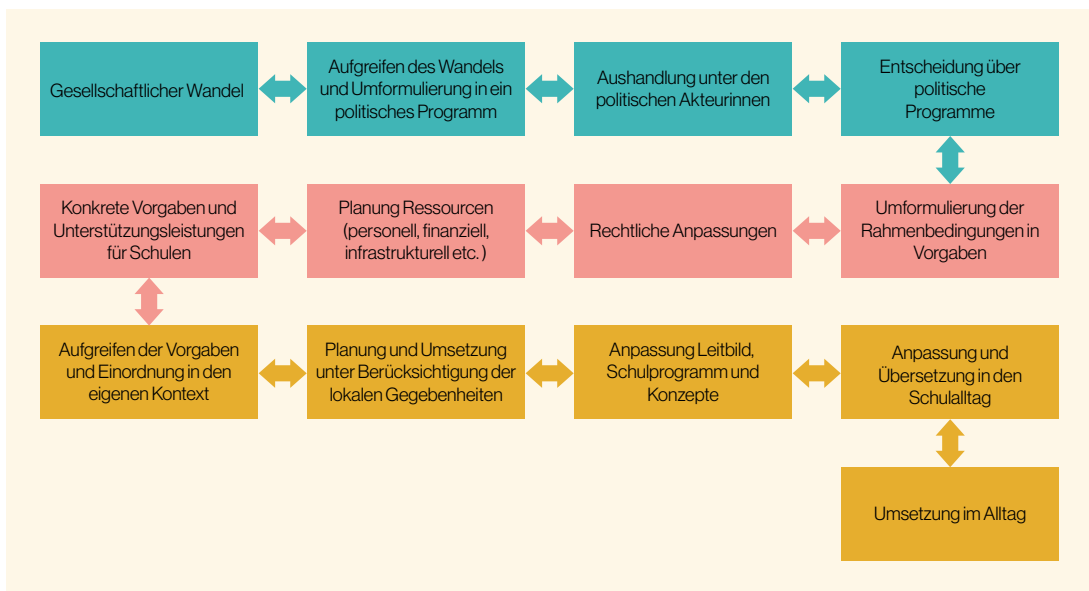 Gesellschaftlicher Wandel
Aufgreifen des Wandels
und Umformulierung in ein
politisches Programm
Aushandlung unter den
politischen Akteurinnen
Entscheidung über
politische
Programme
Konkrete Vorgaben und
Unterstützungsleistungen
für Schulen
Planung Ressourcen
(personell, finanziell,
infrastrukturell etc. )
Rechtliche Anpassungen
Umformulierung der
Rahmenbedingungen in
Vorgaben
Aufgreifen der Vorgaben
und Einordnung in den
eigenen Kontext
Planung und Umsetzung
unter Berücksichtigung der
lokalen Gegebenheiten
Anpassung Leitbild,
Schulprogramm und
Konzepte
Anpassung und
Übersetzung in den
Schulalltag
Umsetzung im Alltag